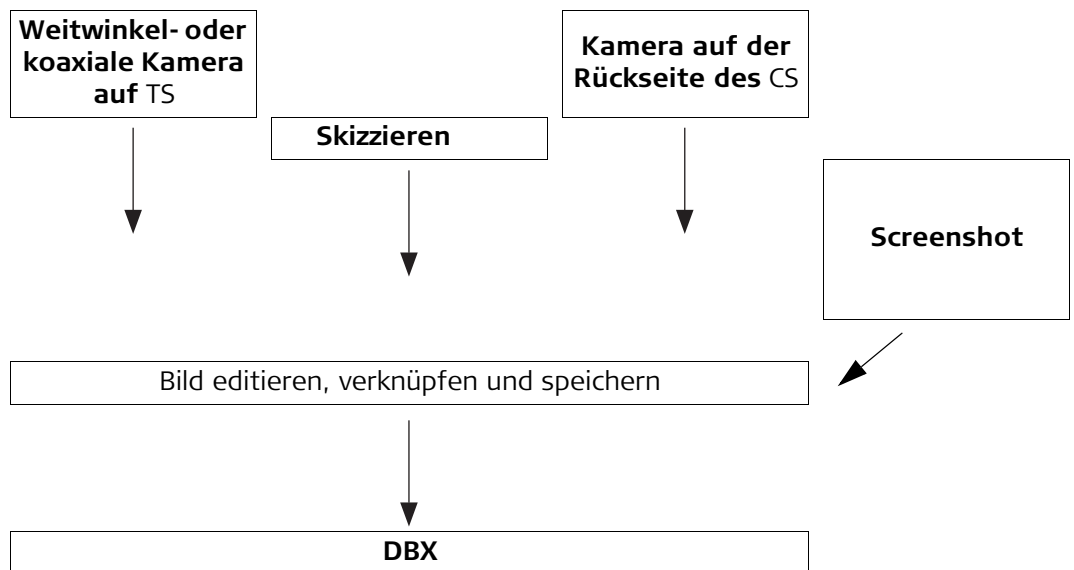 Weitwinkel- oder
koaxiale Kamera
auf TS
Kamera auf der
Rückseite des CS
Skizzieren
Screenshot
Bild editieren, verknüpfen und speichern
DBX